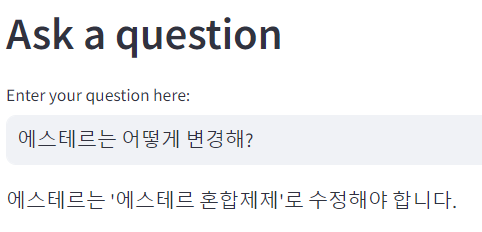 Ask a question
Enter your question here:
에스테르는 어떻게 변경해?
에스테르는 '에스테르 혼합제제'로 수정해야 합니다.